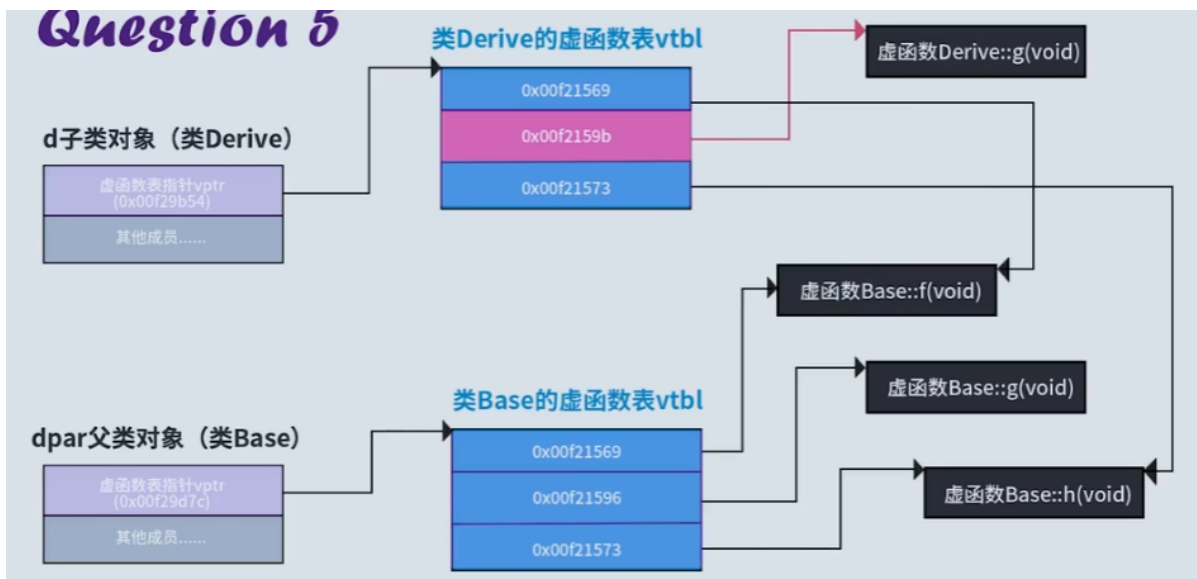 Question 5
类Derive的虚函数表vtbl
虚函数Derive::g(void)
0x00f21569
0x00f2159b
0x00f21573
d子类对象（类Derive）
虚函数表指针vptr
(0x00f29b54)
其他成员......
虚函数Base::f(void)
类Base的虚函数表vtbl
虚函数Base::g(void)
dpar父类对象（类Base）
0x00f21569
0x00f21596
0x00f21573
虚函数表指针vptr
(0x00f29d7c)
其他成员......
虚函数Base::h(void)